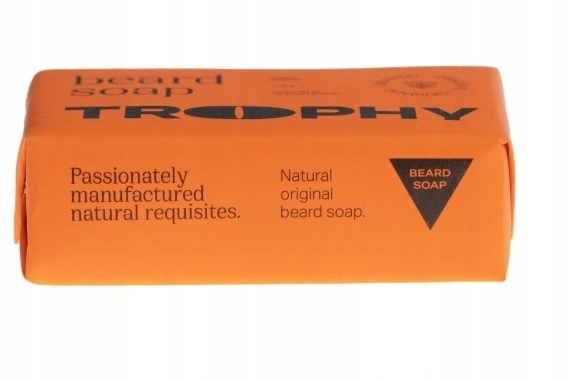 beard
soap
TROPHY
Passionately
manufactured
natural requisites.
Natural
original
beard soap.
BEARD
SOAP